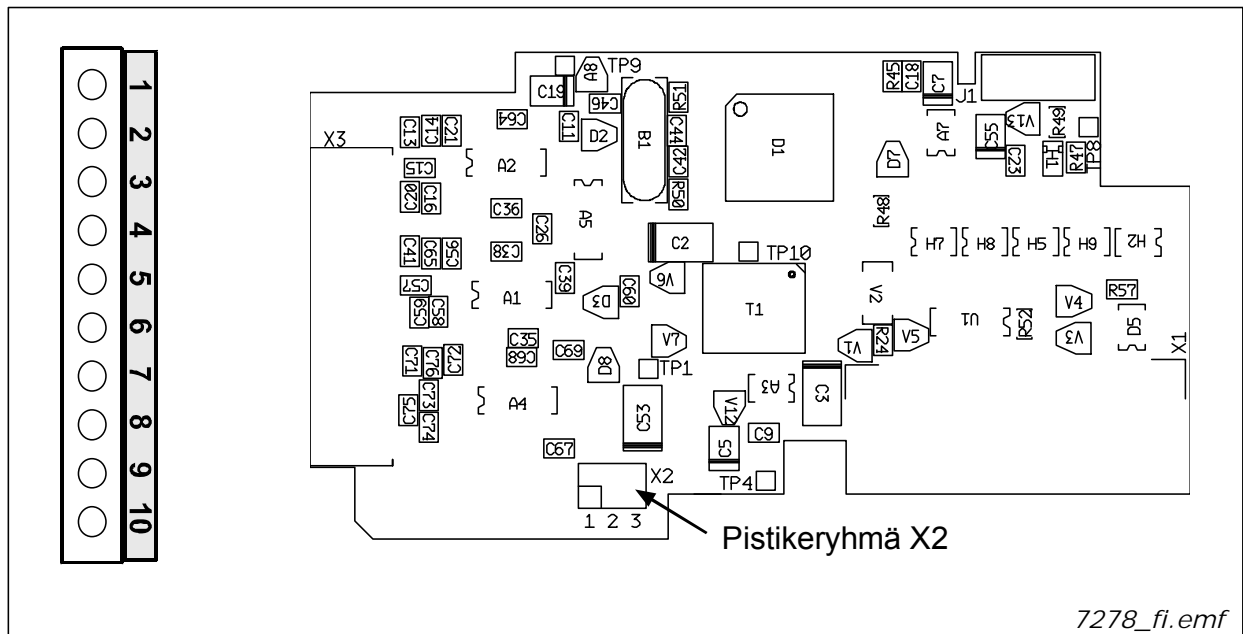 1
2
3
4
5
6
7
8
9
10
X3
C13
C14
C21
C15
C20
C16
C41
C65
C56
C57
C59
C58
C71
C76
C72
C73
C75
C74
C64
A2
C36
C38
A1
C35
C68
A4
C67
C19
TP9
A8
C46
C11
D2
A5
C26
C39
D3
C60
C69
D8
B1
R51
C44
C42
R50
C2
V6
V7
TP1
C53
X2
1 2 3
D1
TP10
T1
V12
C5
C9
TP4
A3
C3
V1
R24
V5
V2
R48
D7
R45
C18
C7
J1
A7
C55
V13
C23
R49
H1
R47
TP8
H7
H8
H5
H9
H2
U1
R52
R57
V4
V3
D5
X1
Pistikeryhmä X2
7278_fi.emf